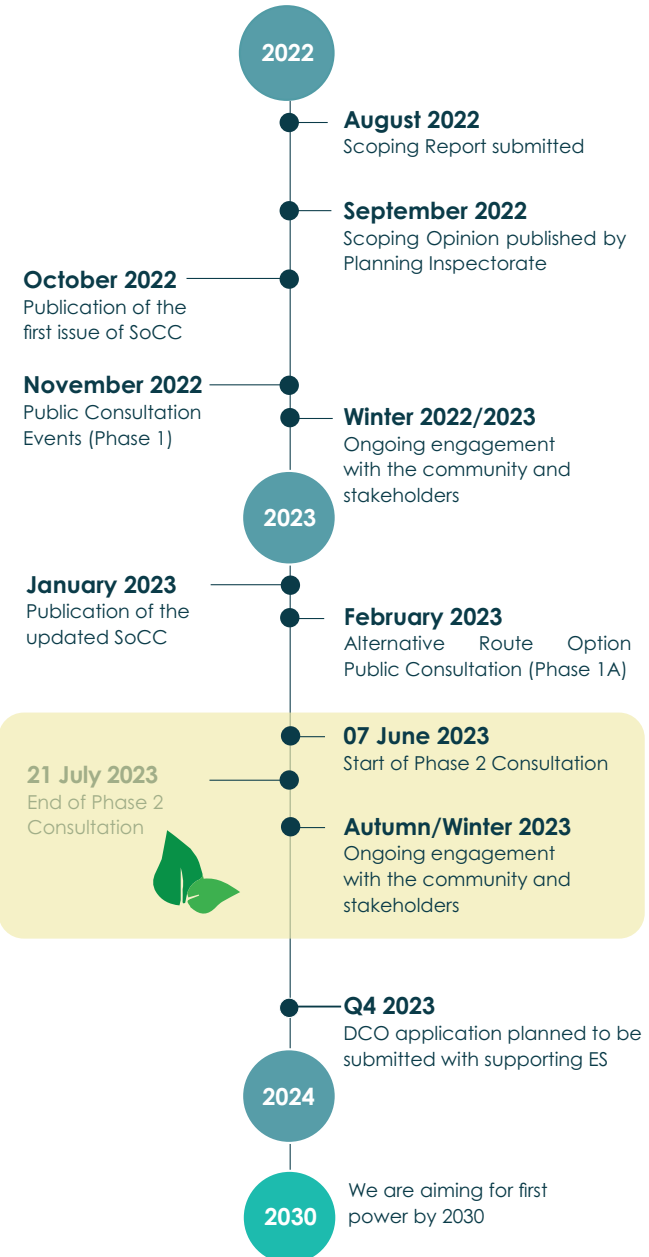 2022
August 2022
Scoping Report submitted
September 2022
Scoping Opinion published by
Planning Inspectorate
October 2022
Publication of the
first issue of SoCC
November 2022
Public Consultation
Events (Phase 1)
Winter 2022/2023
Ongoing engagement
with the community and
stakeholders
2023
January 2023
Publication of the
updated SoCC
February 2023
Alternative Route Option
Public Consultation (Phase 1A)
07 June 2023
Start of Phase 2 Consultation
21 July 2023
End of Phase 2
Consultation
Autumn/Winter 2023
Ongoing engagement
with the community and
stakeholders
Q4 2023
DCO application planned to be
submitted with supporting ES
2024
2030
We are aiming for first
power by 2030